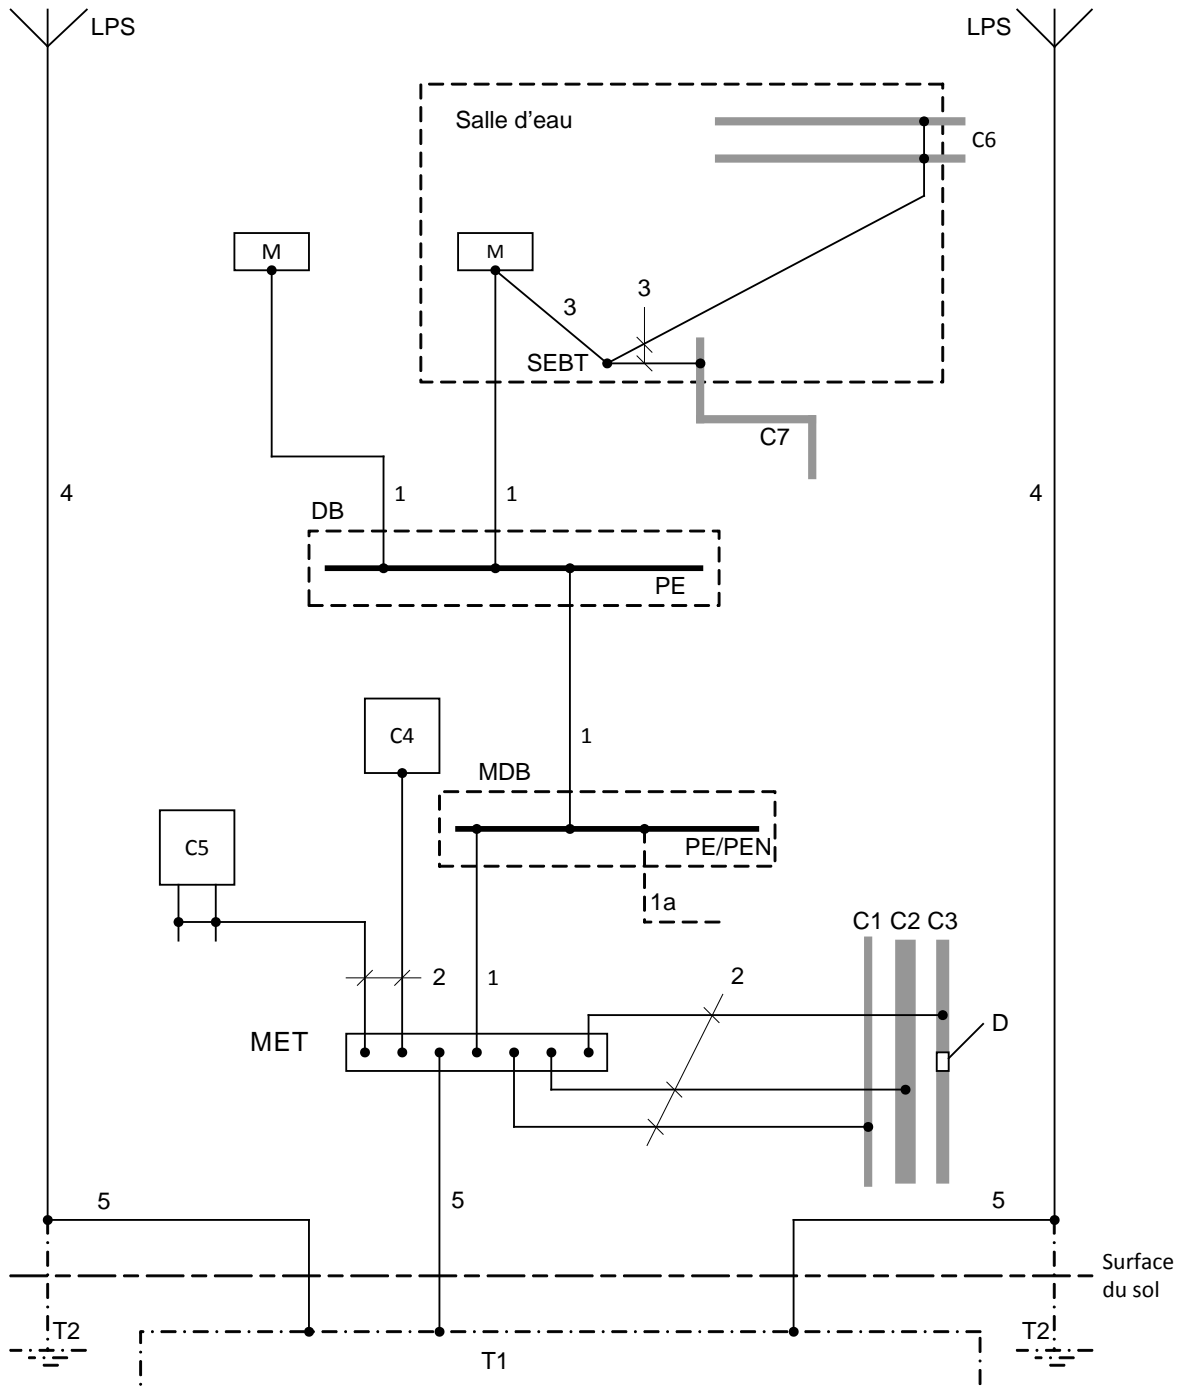 LPS
LPS
Salle d'eau
C6
M
M
3
3
SEBT
C7
4
1
1
4
DB
PE
C4
1
MDB
C5
PE/PEN
1a
C1 C2 C3
2
1
2
MET
D
5
5
5
Surface
du sol
T2
T2
T1